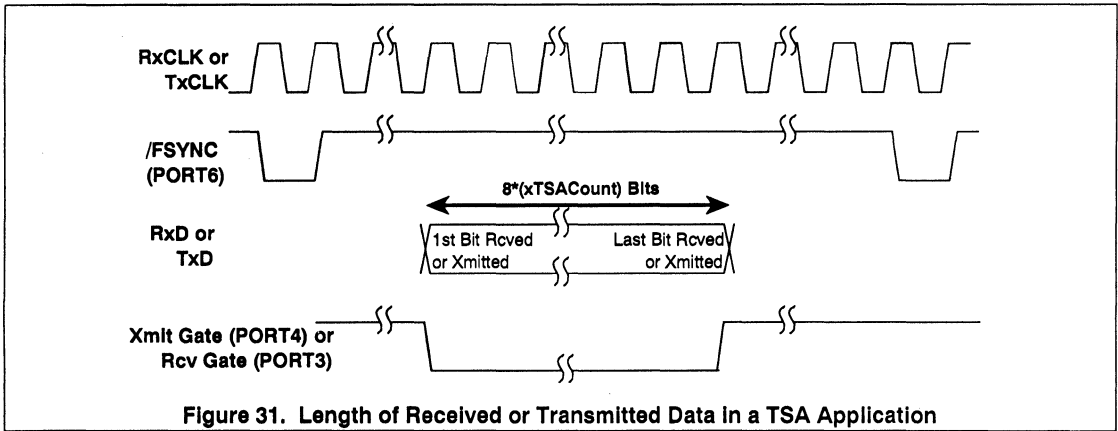 RxCLK or
TxCLK
/FSYNC
(PORT6)
8*(xTSACount) Bits
RxD or
TxD
1st Bit Rcved
or Xmitted
Last Bit Rcved
or Xmitted
Xmit Gate (PORT4) or
Rcv Gate (PORT3)
Figure 31. Length of Received or Transmitted Data in a TSA Application